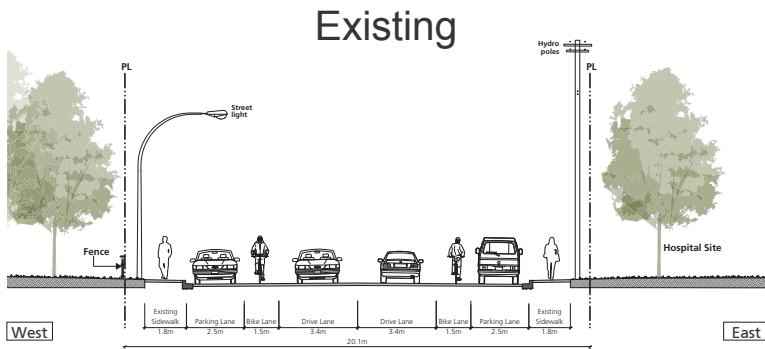 Existing
Hydro
poles
PL
PL
Street
light
Fence
Hospital Site
Existing
Sidewalk
1.8m
Parking Lane
2.5m
Bike Lane
1.5m
Drive Lane
3.4m
Drive Lane
3.4m
Bike Lane
1.5m
Parking Lane
2.5m
Existing
Sidewalk
1.8m
West
East
20.1m